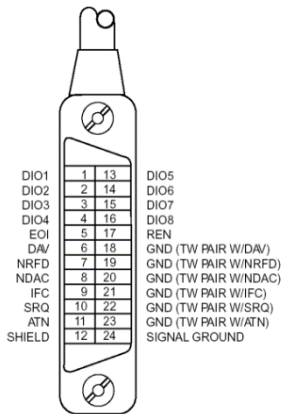 DIO1 1 13 DIO5
DIO2 2 14 DIO6
DIO3 3 15 DIO7
DIO4 4 16 DIO8
EOI 5 17 REN
DAV 6 18 GND (TW PAIR W/DAV)
NRFD 7 19 GND (TW PAIR W/NRFD)
NDAC 8 20 GND (TW PAIR W/NDAC)
IFC 9 21 GND (TW PAIR W/IFC)
SRQ 10 22 GND (TW PAIR W/SRQ)
ATN 11 23 GND (TW PAIR W/ATN)
SHIELD 12 24 SIGNAL GROUND